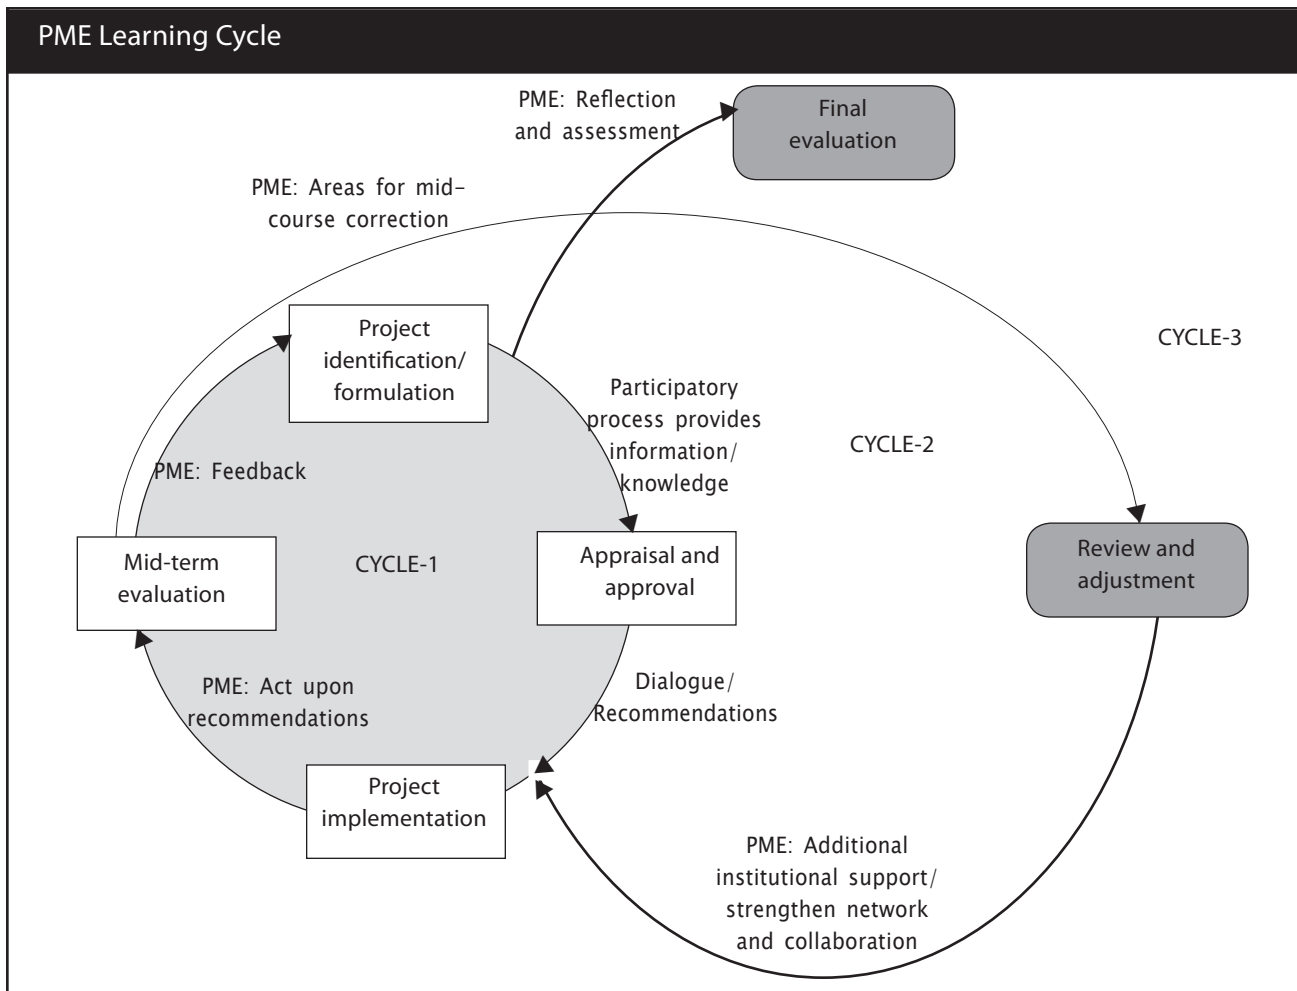 PME Learning Cycle
PME: Reflection
and assessment
Final
evaluation
PME: Areas for mid-
course correction
Project
identification/
formulation
CYCLE-3
Participatory
process provides
information/
knowledge
CYCLE-2
PME: Feedback
Mid-term
evaluation
CYCLE-1
Appraisal and
approval
Review and
adjustment
PME: Act upon
recommendations
Dialogue/
Recommendations
Project
implementation
PME: Additional
institutional support/
strengthen network
and collaboration